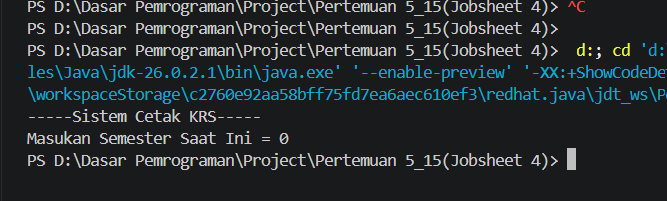 PS D:\Dasar Pemrograman\Project\Pertemuan 5_15(Jobsheet 4)> ^C
PS D:\Dasar Pemrograman\Project\Pertemuan 5_15(Jobsheet 4)>
PS D:\Dasar Pemrograman\Project\Pertemuan 5_15(Jobsheet 4)>  d:; cd 'd:
les\Java\jdk-26.0.2.1\bin\java.exe' '--enable-preview' '-XX:+ShowCodeDe
\workspaceStorage\c2760e92aa58bff75fd7ea6aec610ef3\redhat.java\jdt_ws\P
-----Sistem Cetak KRS-----
Masukan Semester Saat Ini = 0
PS D:\Dasar Pemrograman\Project\Pertemuan 5_15(Jobsheet 4)>